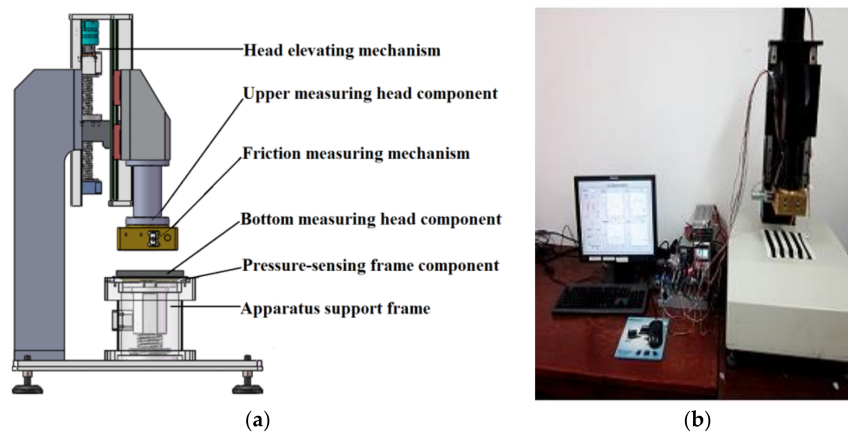 Head elevating mechanism
Upper measuring head component
Friction measuring mechanism
Bottom measuring head component
Pressure-sensing frame component
Apparatus support frame
(a)
(b)